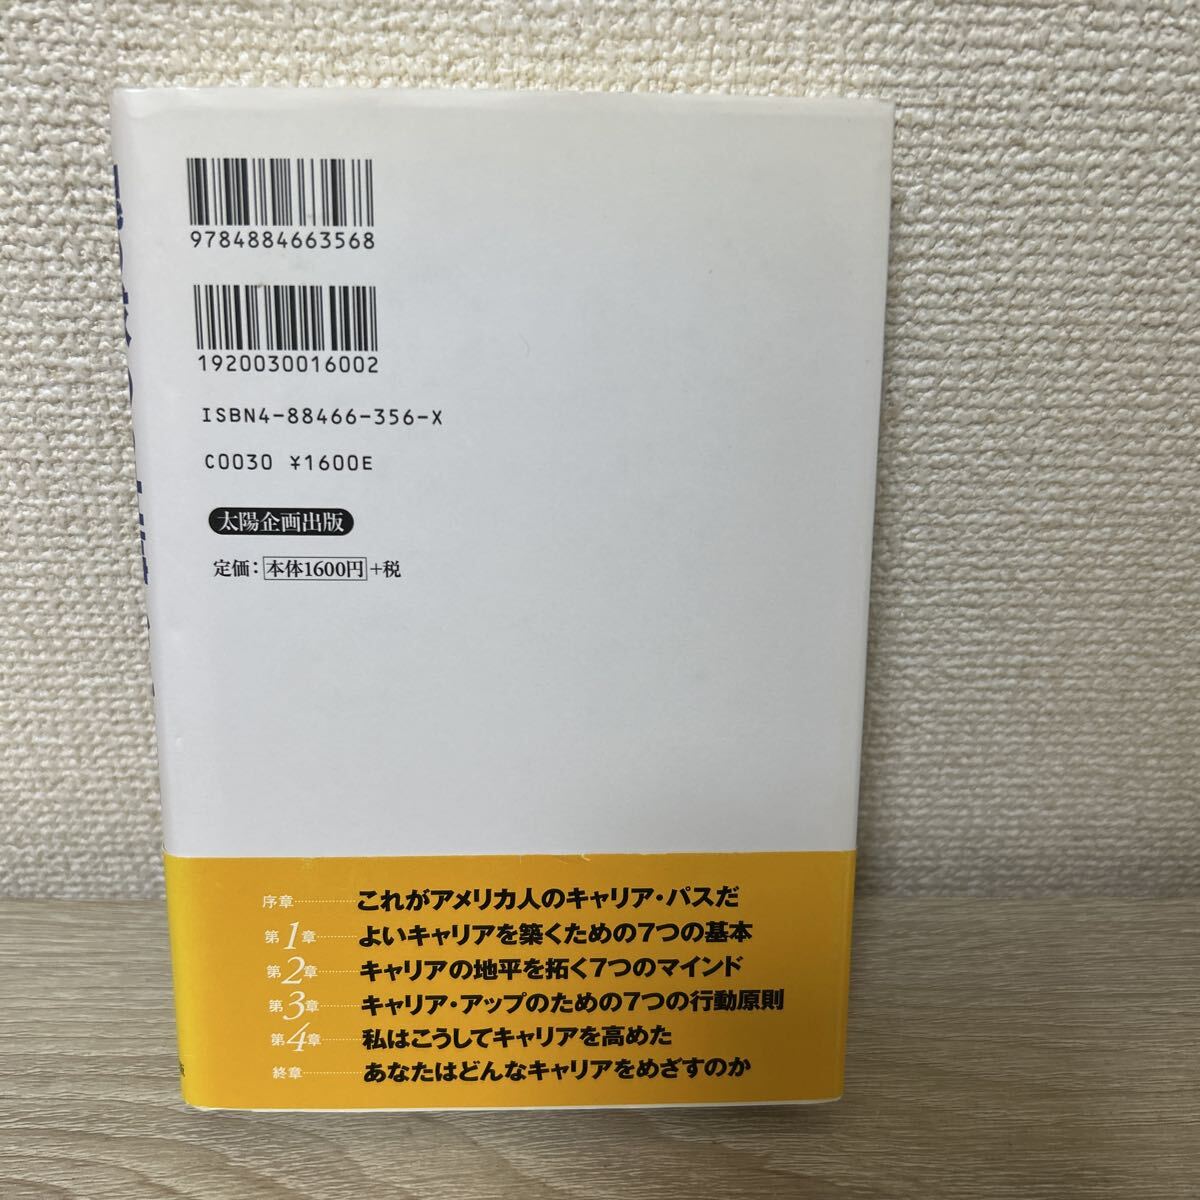 9784884663568
1920030016002
ISBN4-88466-356-X
C0030 ¥1600E
太陽企画出版
定価：本体1600円+税
序章…………これがアメリカ人のキャリア・パスだ
第1章………よいキャリアを築くための7つの基本
第2章………キャリアの地平を拓く7つのマインド
第3章………キャリア・アップのための7つの行動原則
第4章………私はこうしてキャリアを高めた
終章…………あなたはどんなキャリアをめざすのか